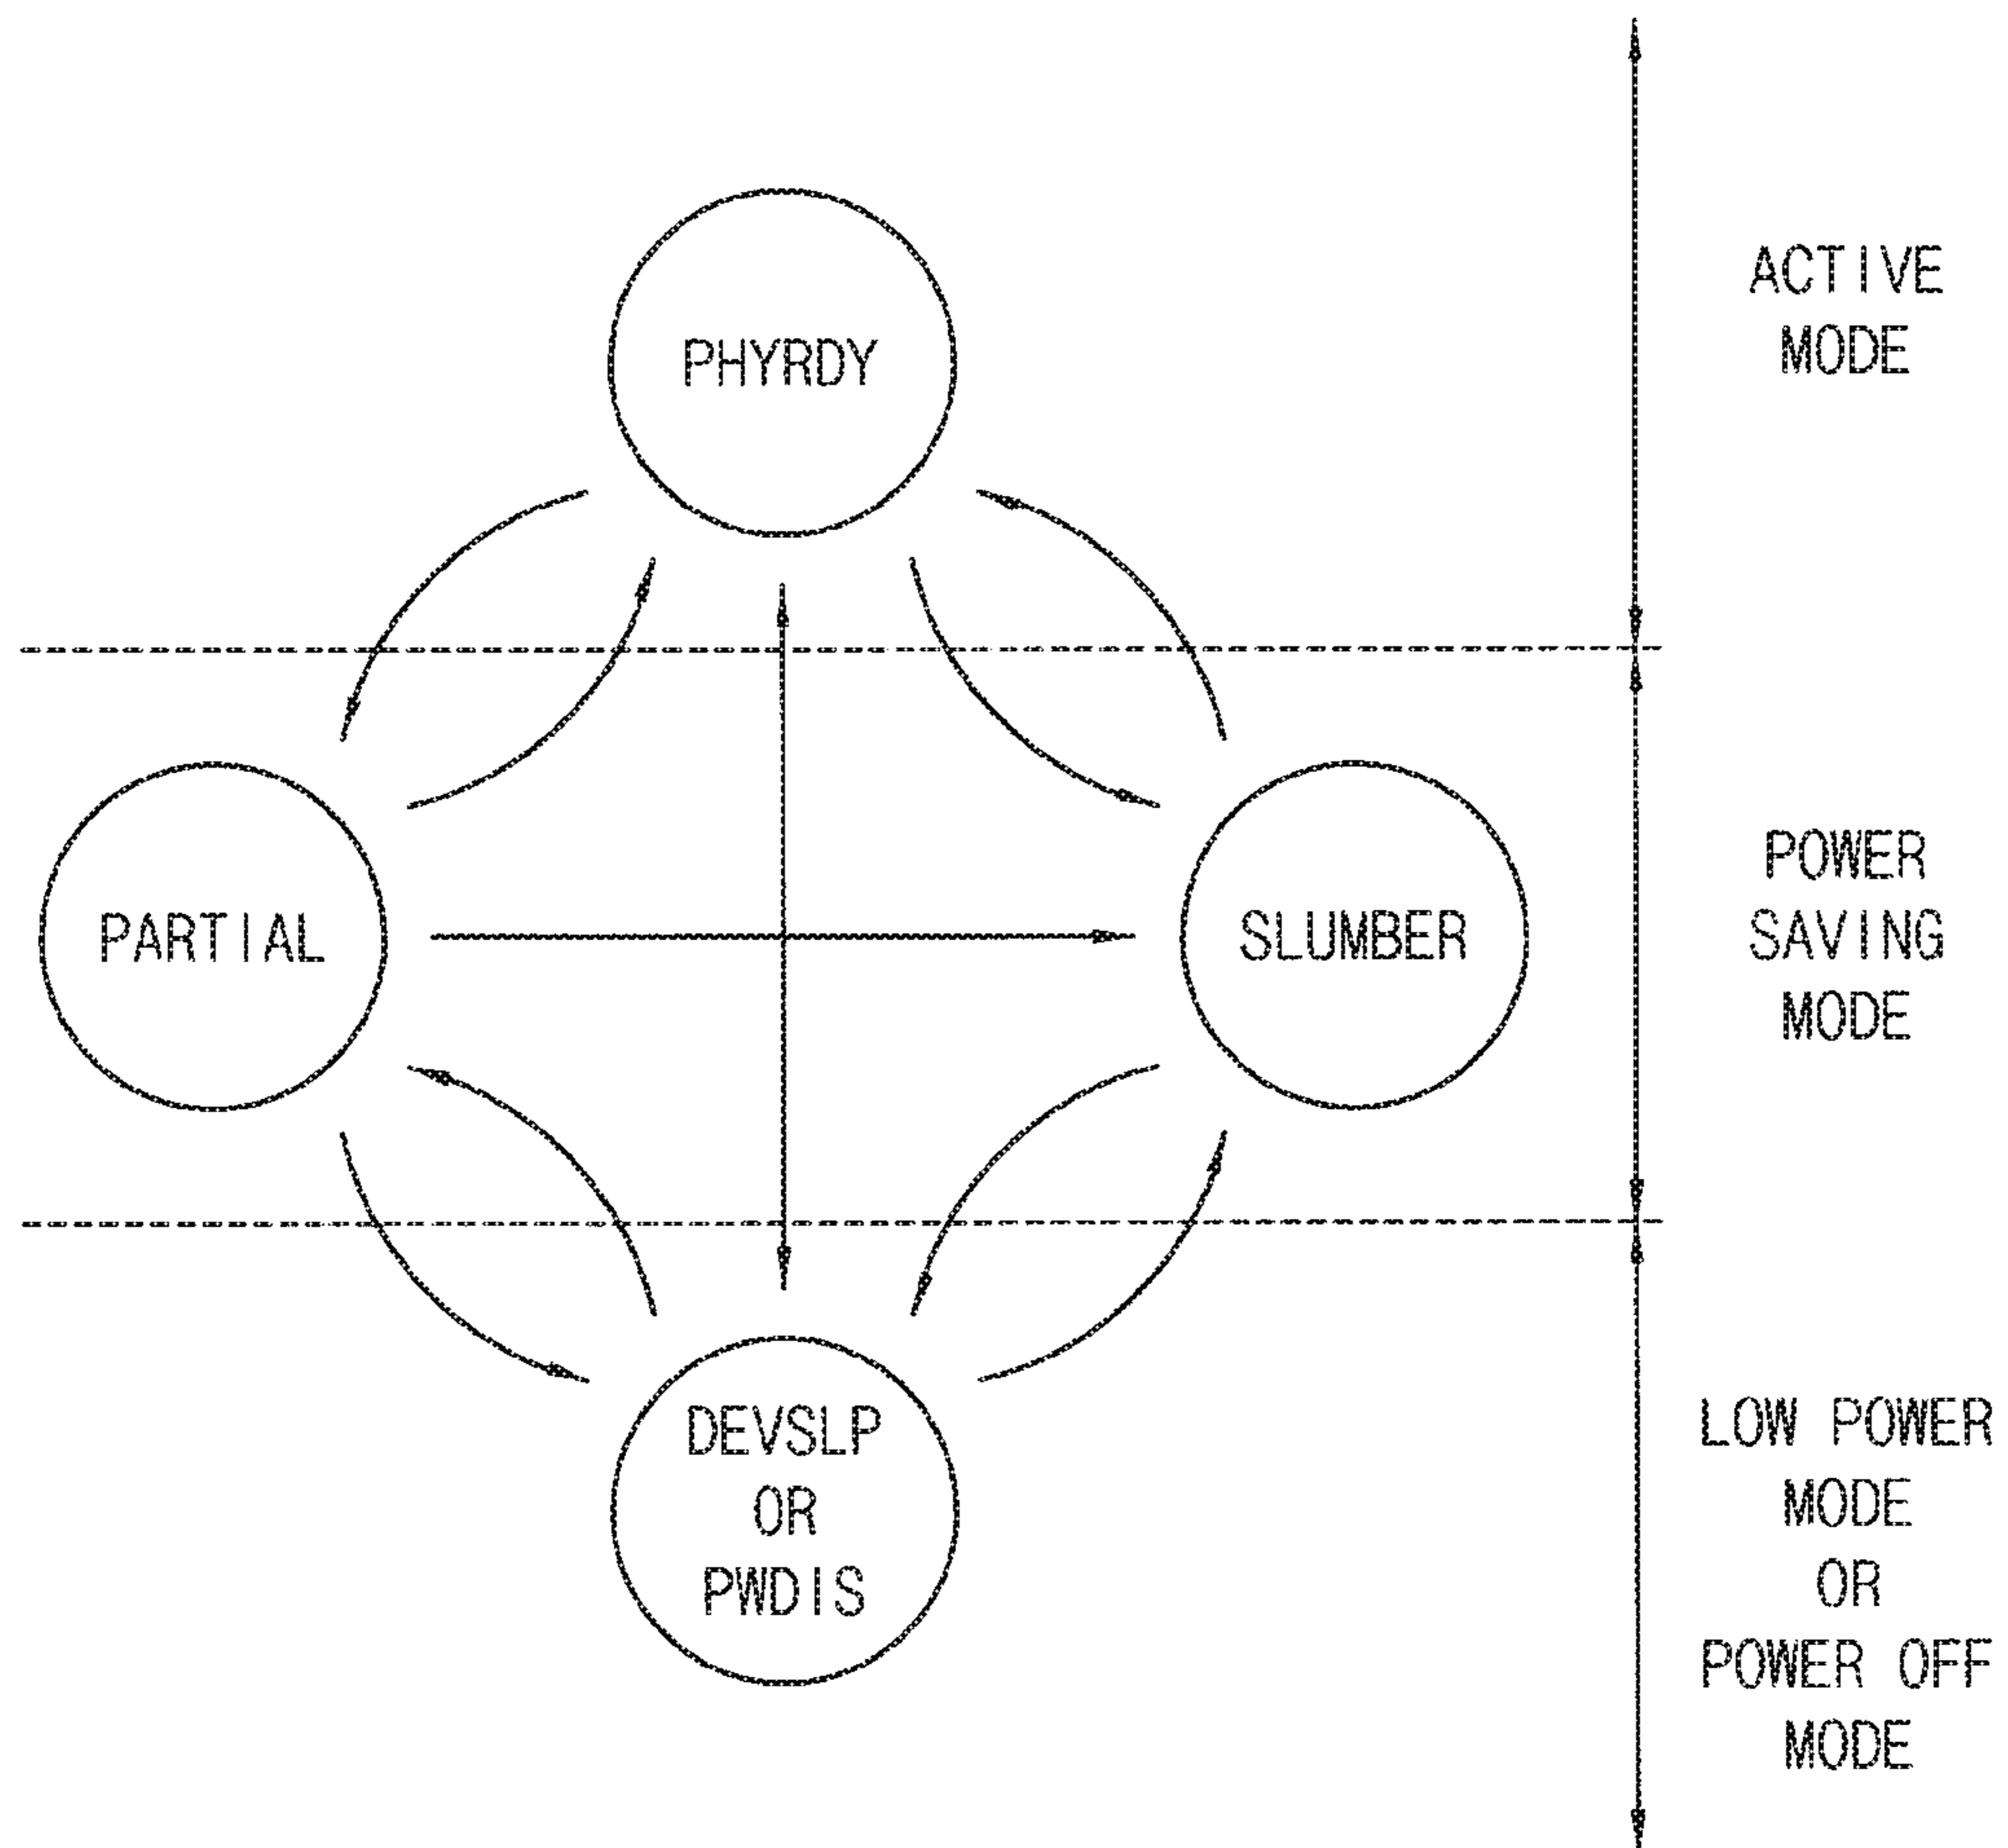 PHYRDY
ACTIVE
MODE
PARTIAL
SLUMBER
POWER
SAVING
MODE
DEVSLP
OR
PWDIS
LOW POWER
MODE
OR
POWER OFF
MODE